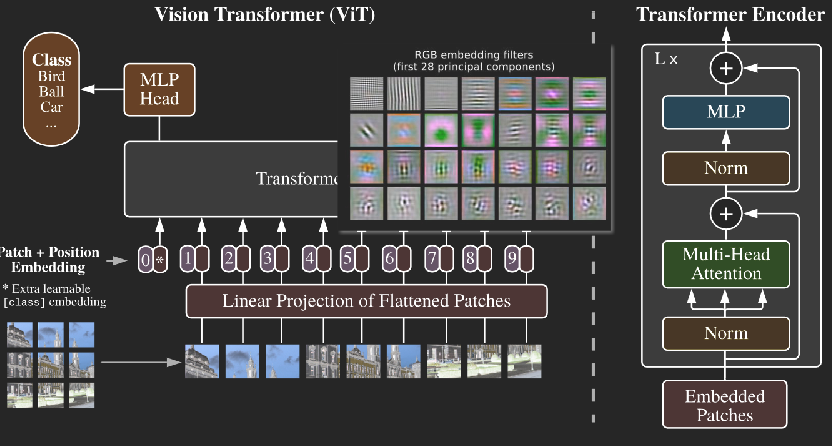 Vision Transformer (ViT)
Class
Bird
Ball
Car
...
MLP
Head
RGB embedding filters
(first 28 principal components)
Patch + Position
Embedding
0 * 1 2 3 4 5 6 7 8 9
* Extra learnable
[class] embedding
Linear Projection of Flattened Patches
Transformer Encoder
L x
+
MLP
Norm
+
Multi-Head
Attention
Norm
Embedded
Patches